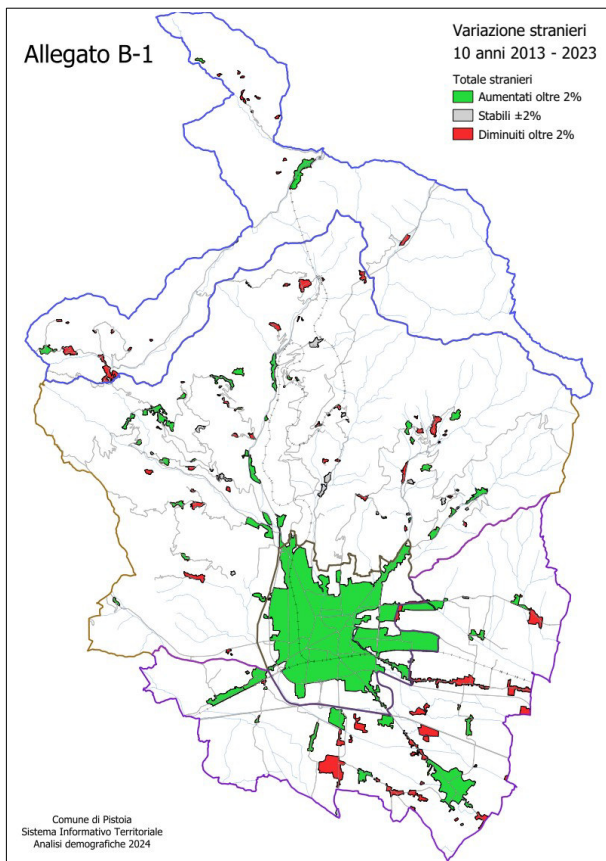 Allegato B-1
Variazione stranieri
10 anni 2013 - 2023
Totale stranieri
Aumentati oltre 2%
Stabili ±2%
Diminuiti oltre 2%
Comune di Pistoia
Sistema Informativo Territoriale
Analisi demografiche 2024